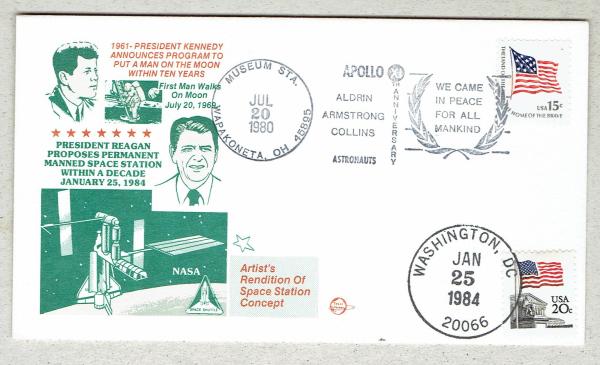 1961- PRESIDENT KENNEDY
ANNOUNCES PROGRAM TO
PUT A MAN ON THE MOON
WITHIN TEN YEARS
First Man Walks
On Moon
July 20, 1969
PRESIDENT REAGAN
PROPOSES PERMANENT
MANNED SPACE STATION
WITHIN A DECADE
JANUARY 25, 1984
NASA
SPACE SHUTTLE
Artist's
Rendition Of
Space Station
Concept
MUSEUM STA.
JUL
20
1980
WAPAKONETA, OH 45895
APOLLO XI
TH ANNIVERSARY
ALDRIN
ARMSTRONG
COLLINS
ASTRONAUTS
WE CAME
IN PEACE
FOR ALL
MANKIND
USA 15c
HOME OF THE BRAVE
WASHINGTON, DC
JAN
25
1984
20066
USA
20c